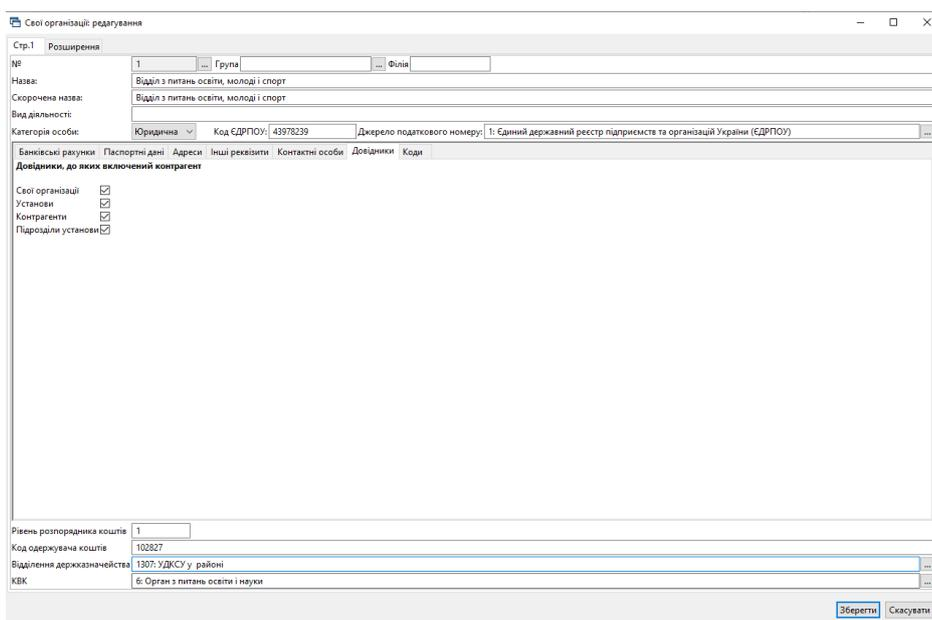 Свої організації: редагування
Стр.1 Розширення
№ 1 ... Група ... Філія
Назва: Відділ з питань освіти, молоді і спорт
Скорочена назва: Відділ з питань освіти, молоді і спорт
Вид діяльності:
Категорія особи: Юридична Код ЄДРПОУ: 43978239 Джерело податкового номеру: 1: Єдиний державний реєстр підприємств та організацій України (ЄДРПОУ) ...
Банківські рахунки Паспортні дані Адреси Інші реквізити Контактні особи Довідники Коди
Довідники, до яких включений контрагент
Свої організації
Установи
Контрагенти
Підрозділи установи
Рівень розпорядника коштів 1
Код одержувача коштів 102827
Відділення держказначейства 1307: УДКСУ у районі ...
КВК 6: Орган з питань освіти і науки ...
Зберегти Скасувати